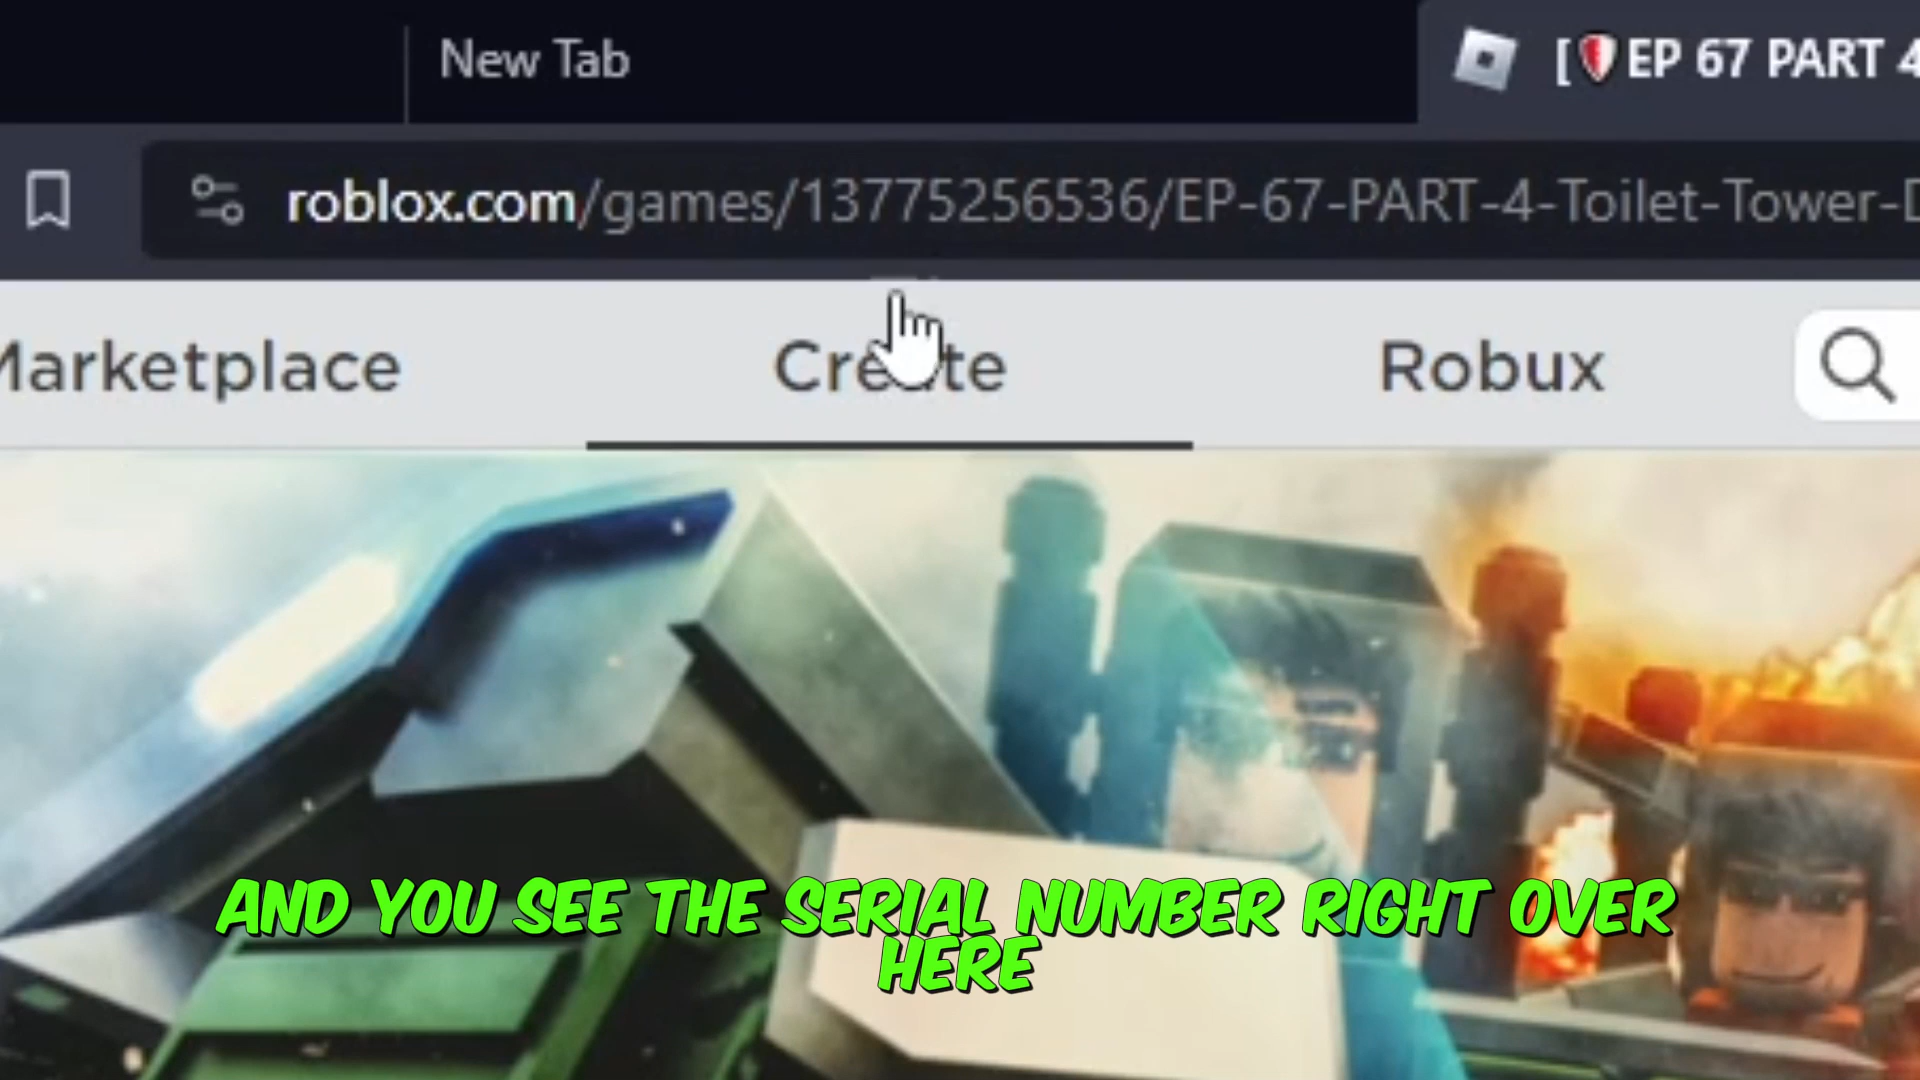 New Tab
[EP 67 PART 4
roblox.com/games/13775256536/EP-67-PART-4-Toilet-Tower-D
Marketplace
Create
Robux
AND YOU SEE THE SERIAL NUMBER RIGHT OVER
HERE